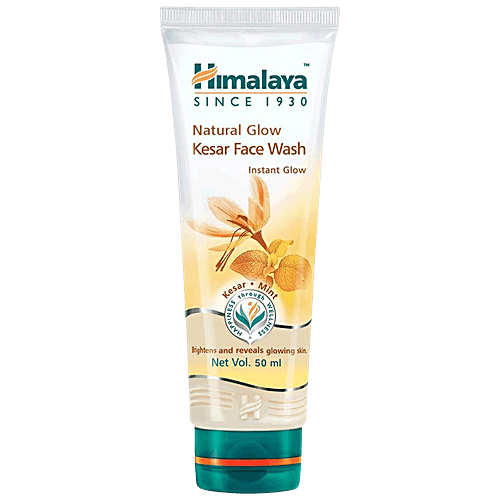 Himalaya™
SINCE 1930
Natural Glow
Kesar Face Wash
Instant Glow
Kesar • Mint
HAPPINESS through WELLNESS
Brightens and reveals glowing skin.
Net Vol. 50 ml
H